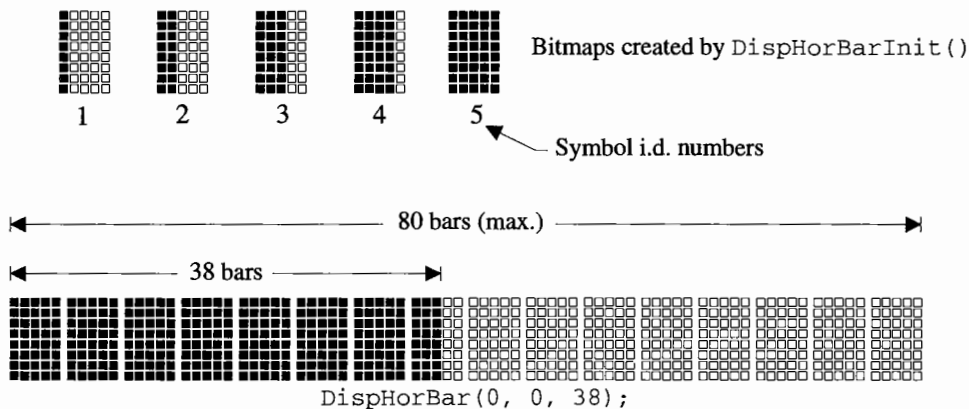 Bitmaps created by DispHorBarInit()
1 2 3 4 5
Symbol i.d. numbers
80 bars (max.)
38 bars
DispHorBar(0, 0, 38);